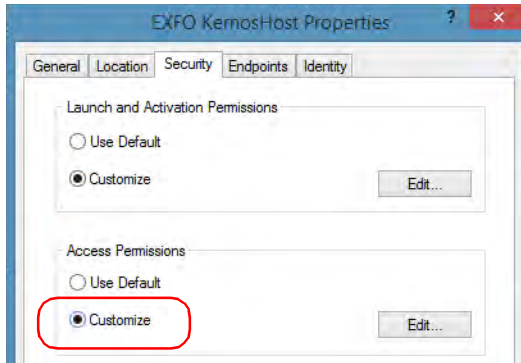 EXFO KernosHost Properties ?
General Location Security Endpoints Identity
Launch and Activation Permissions
Use Default
Customize Edit...
Access Permissions
Use Default
Customize Edit...